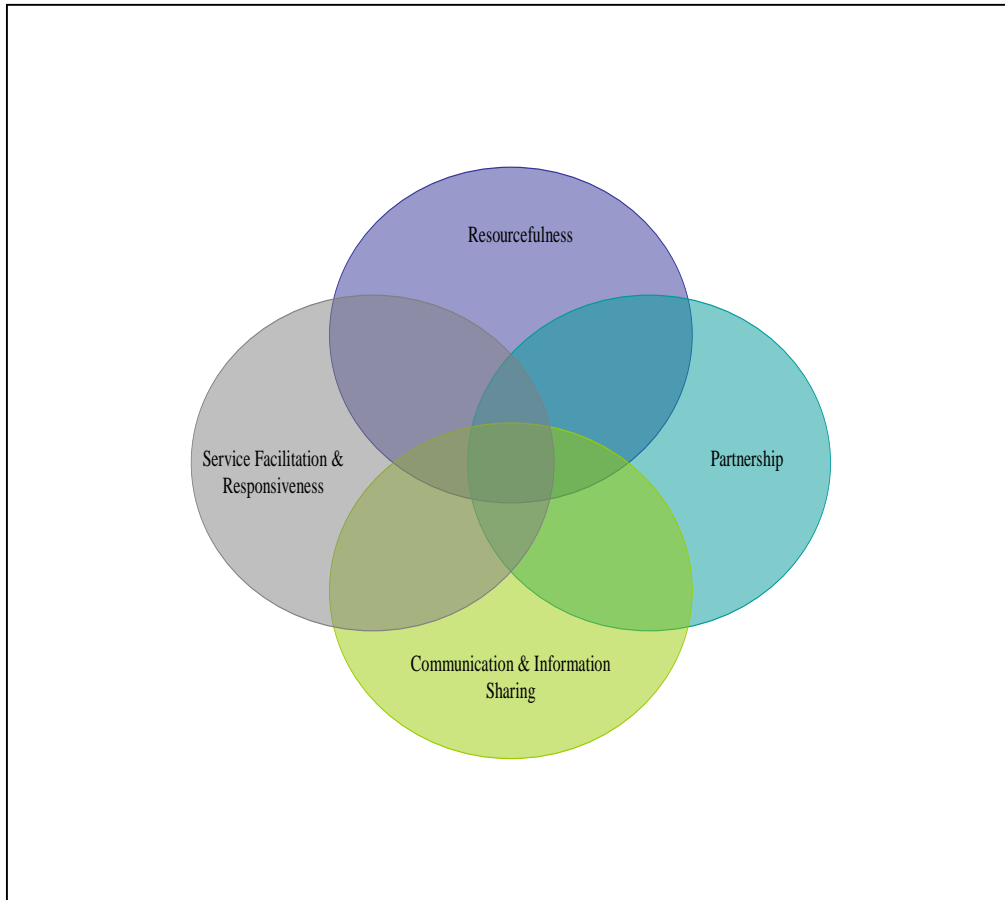 Resourcefulness
Service Facilitation &
Responsiveness
Partnership
Communication & Information
Sharing